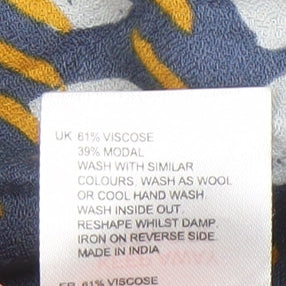 UK 61% VISCOSE
39% MODAL
WASH WITH SIMILAR
COLOURS, WASH AS WOOL
OR COOL HAND WASH.
WASH INSIDE OUT.
RESHAPE WHILST DAMP.
IRON ON REVERSE SIDE.
MADE IN INDIA
FR 61% VISCOSE